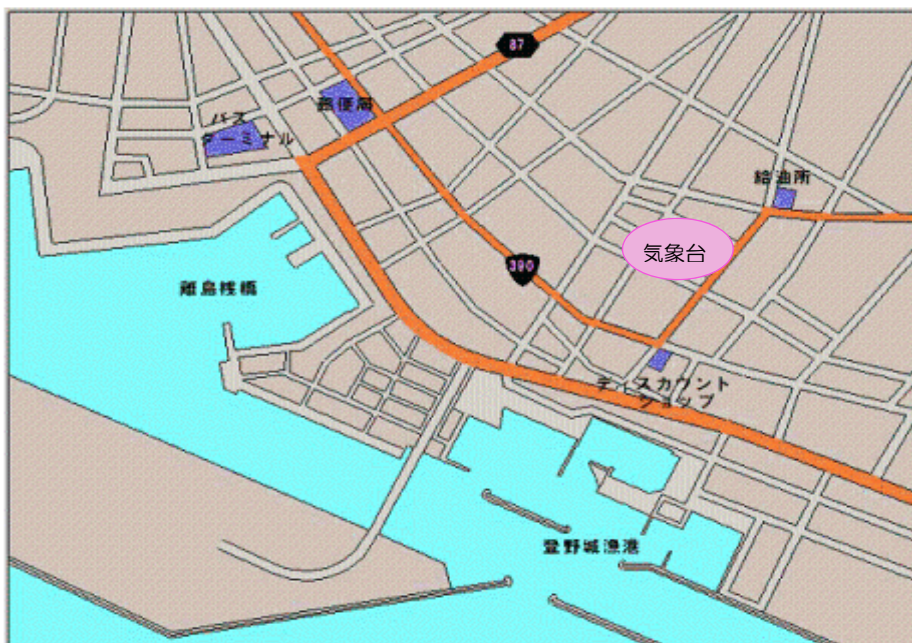 87
郵便局
バス
ターミナル
給油所
気象台
390
離島桟橋
ディスカウント
ショップ
登野城漁港